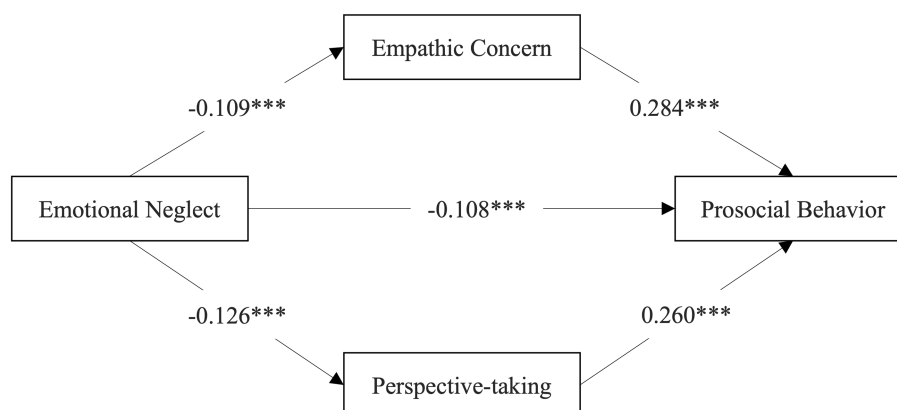 Empathic Concern
-0.109***
0.284***
Emotional Neglect
-0.108***
Prosocial Behavior
-0.126***
0.260***
Perspective-taking